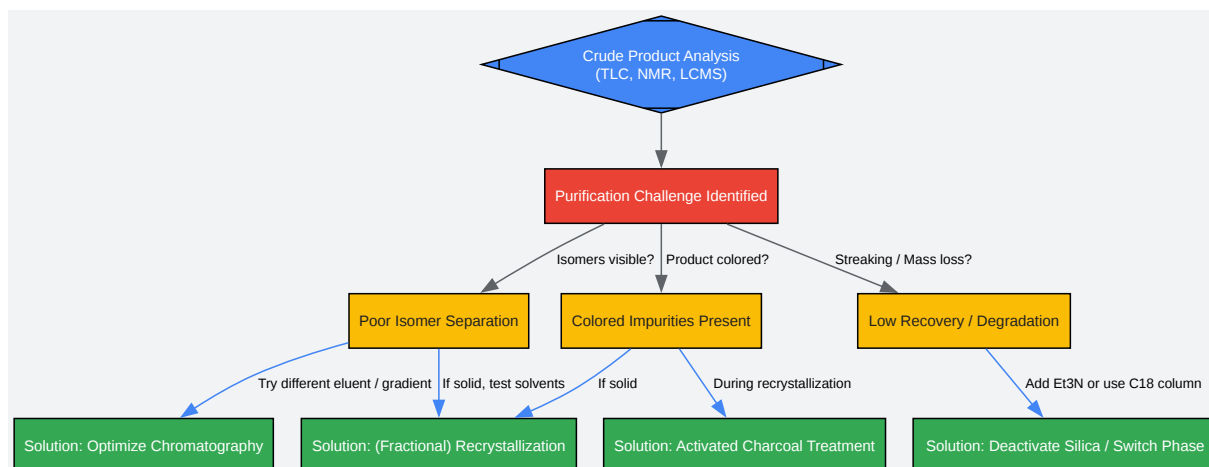 Crude Product Analysis
(TLC, NMR, LCMS)
Purification Challenge Identified
Isomers visible?
Product colored?
Streaking / Mass loss?
Poor Isomer Separation
Colored Impurities Present
Low Recovery / Degradation
Try different eluent / gradient
If solid, test solvents
If solid
During recrystallization
Add Et3N or use C18 column
Solution: Optimize Chromatography
Solution: (Fractional) Recrystallization
Solution: Activated Charcoal Treatment
Solution: Deactivate Silica / Switch Phase